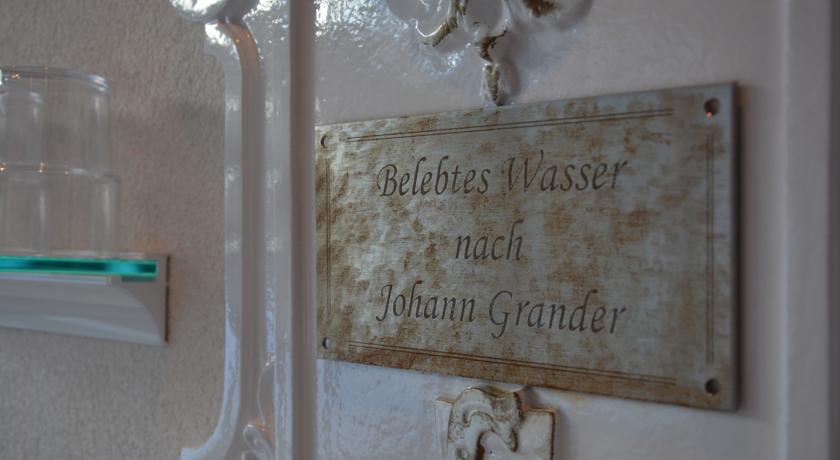 Belebtes Wasser
nach
Johann Grander